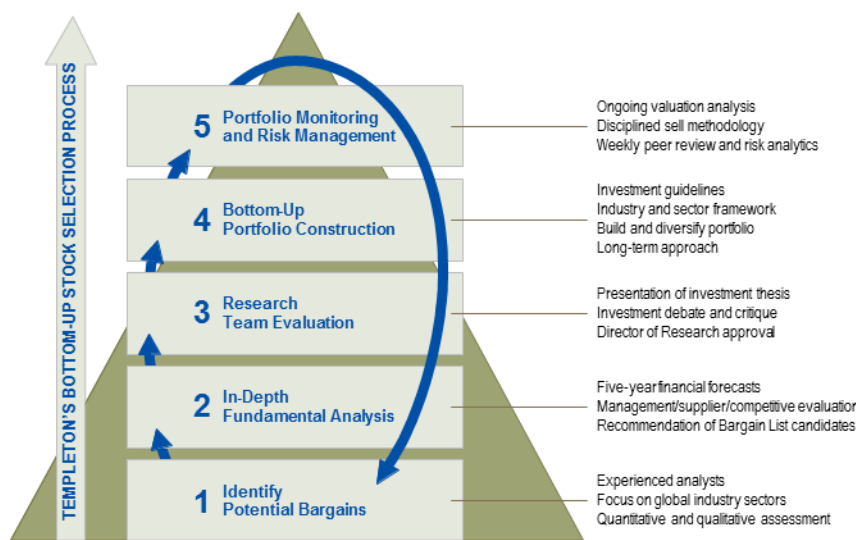 TEMPLETON'S BOTTOM-UP STOCK SELECTION PROCESS
5 Portfolio Monitoring
and Risk Management
Ongoing valuation analysis
Disciplined sell methodology
Weekly peer review and risk analytics
4 Bottom-Up
Portfolio Construction
Investment guidelines
Industry and sector framework
Build and diversify portfolio
Long-term approach
3 Research
Team Evaluation
Presentation of investment thesis
Investment debate and critique
Director of Research approval
2 In-Depth
Fundamental Analysis
Five-year financial forecasts
Management/supplier/competitive evaluation
Recommendation of Bargain List candidates
1 Identify
Potential Bargains
Experienced analysts
Focus on global industry sectors
Quantitative and qualitative assessment